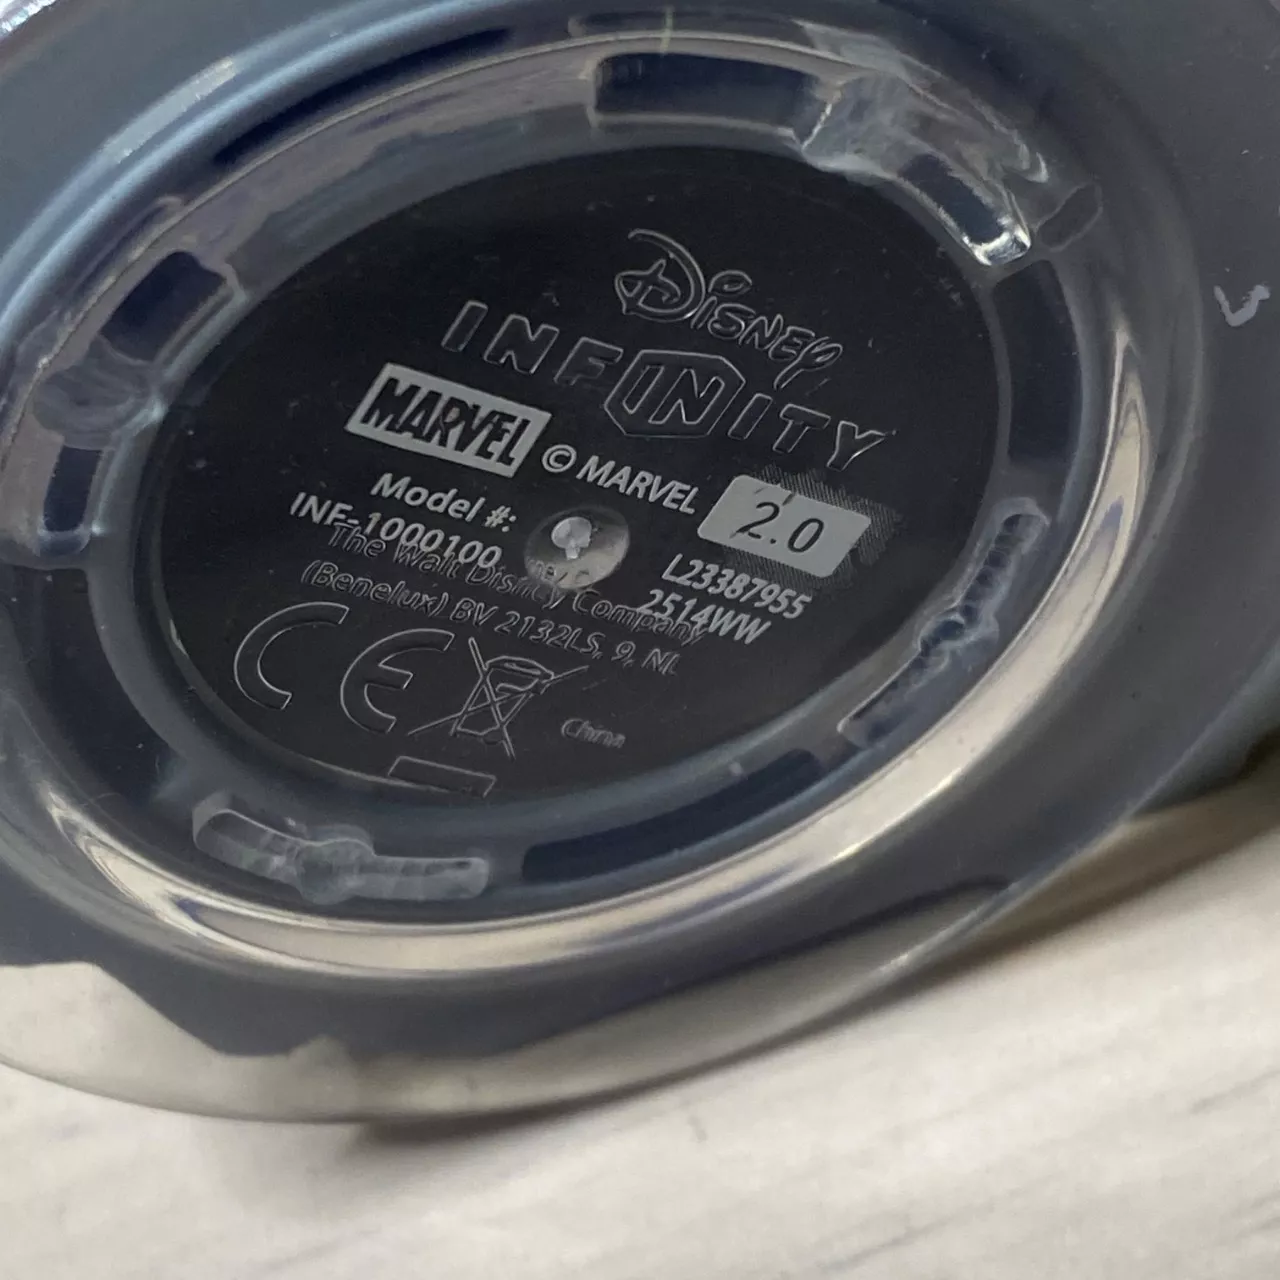 Disney
INFINITY
MARVEL © MARVEL 2.0
Model #:
INF-1000100
L23387955
2514WW
The Walt Disney Company
(Benelux) BV 2132LS, 9, NL
CE
China